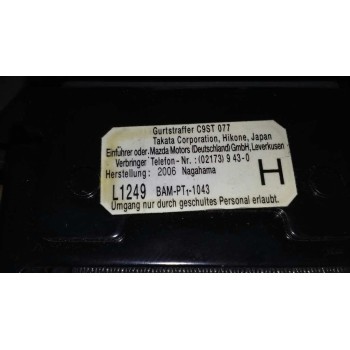 Gurtstraffer C9ST 077
Takata Corporation, Hikone, Japan
Einführer oder Mazda Motors (Deutschland) GmbH, Leverkusen
Verbringer Telefon-Nr.: (02173) 9 43-0
Herstellung: 2006 Nagahama
H
L1249 BAM-PT1-1043
Umgang nur durch geschultes Personal erlaubt.